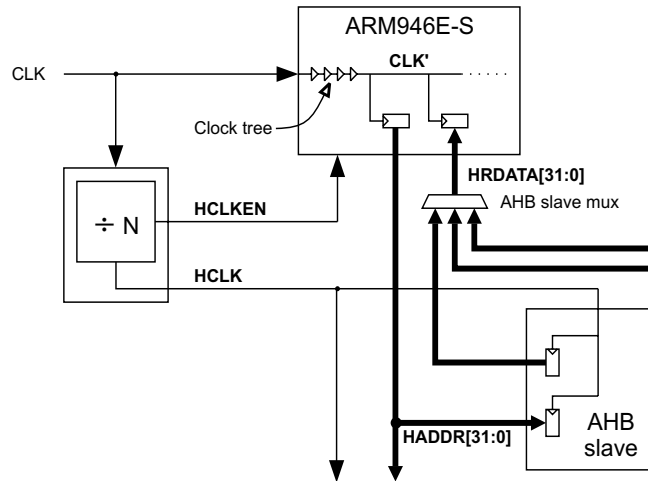 ARM946E-S
CLK
CLK'
Clock tree
HRDATA[31:0]
AHB slave mux
÷ N
HCLKEN
HCLK
HADDR[31:0]
AHB
slave